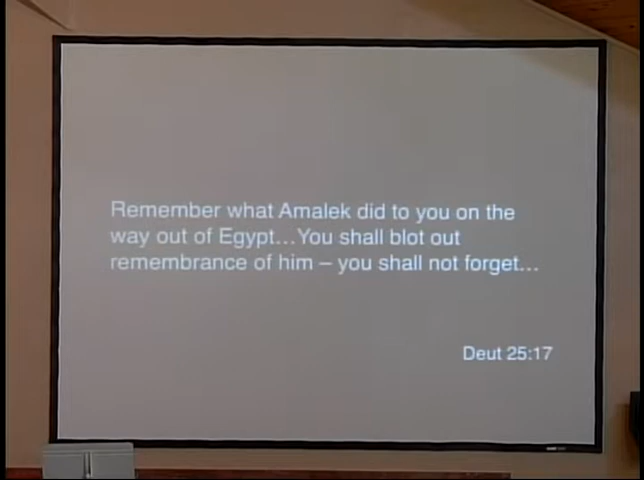 Remember what Amalek did to you on the
way out of Egypt...You shall blot out
remembrance of him – you shall not forget...
Deut 25:17